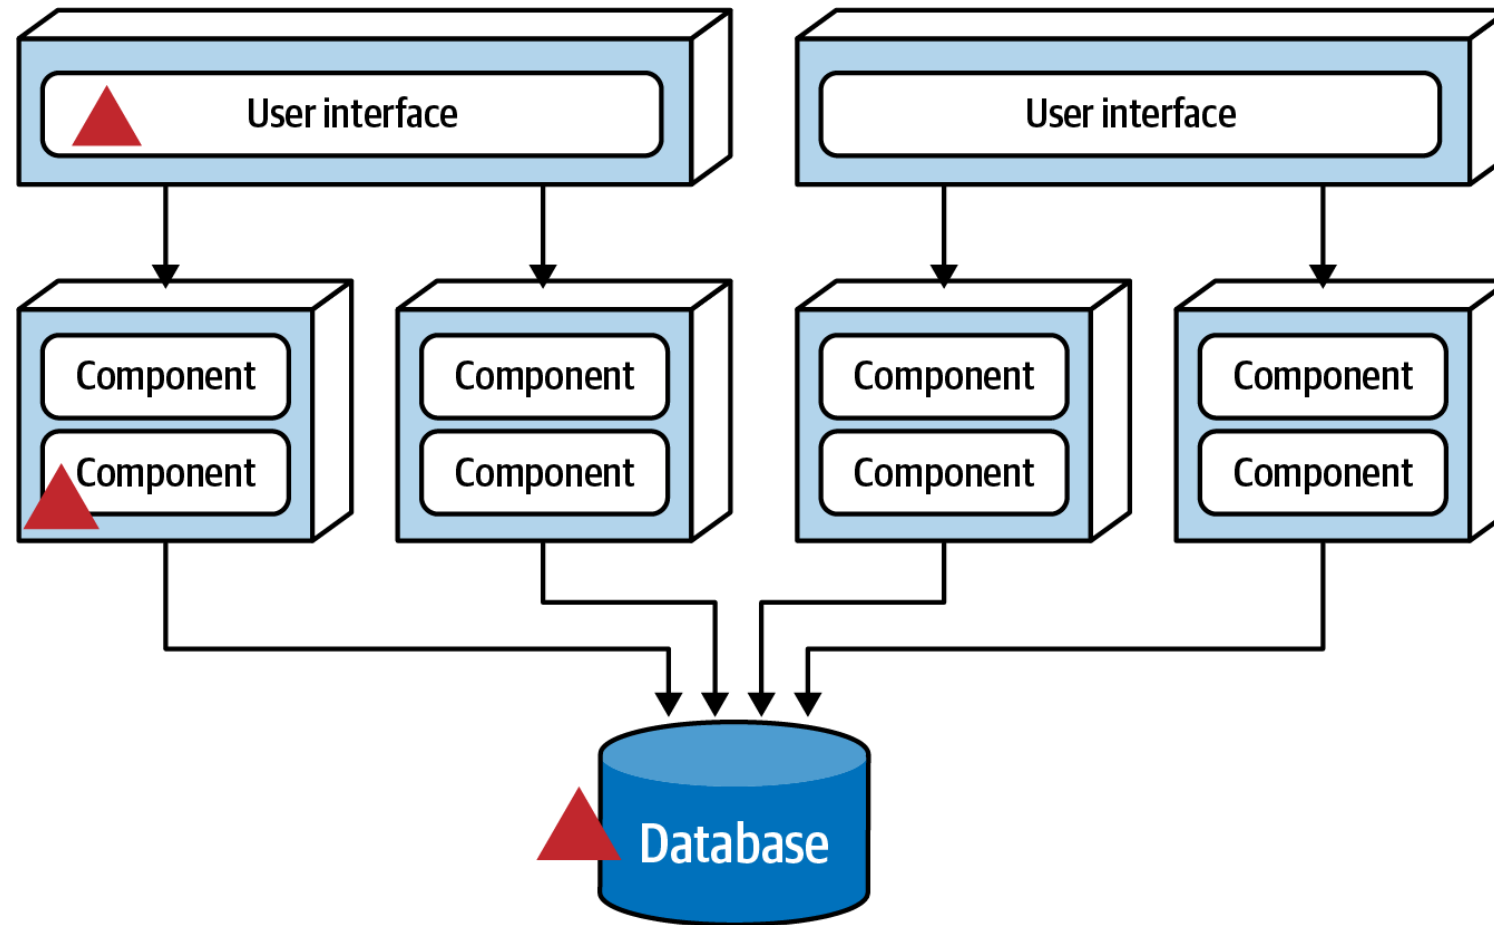 User interface
User interface
Component
Component
Component
Component
Component
Component
Component
Component
Database